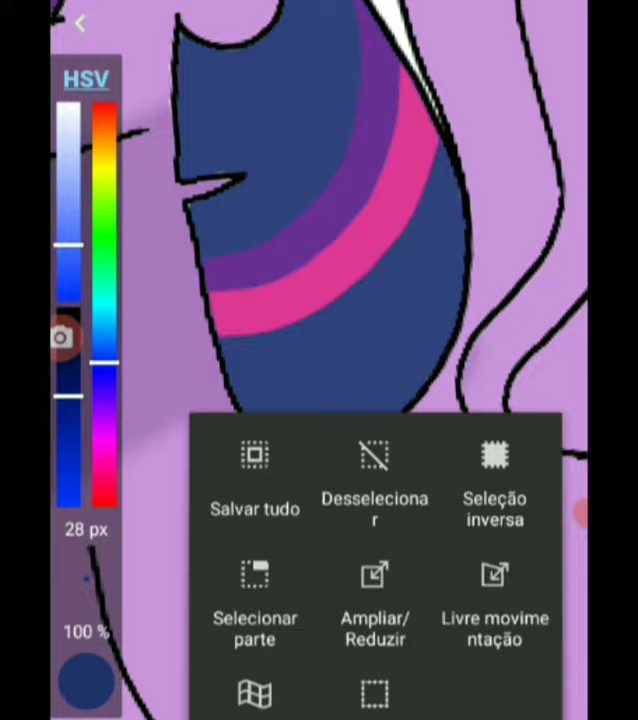 HSV
28 px
100 %
Salvar tudo
Desseleciona
r
Seleção
inversa
Selecionar
parte
Ampliar/
Reduzir
Livre movime
ntação